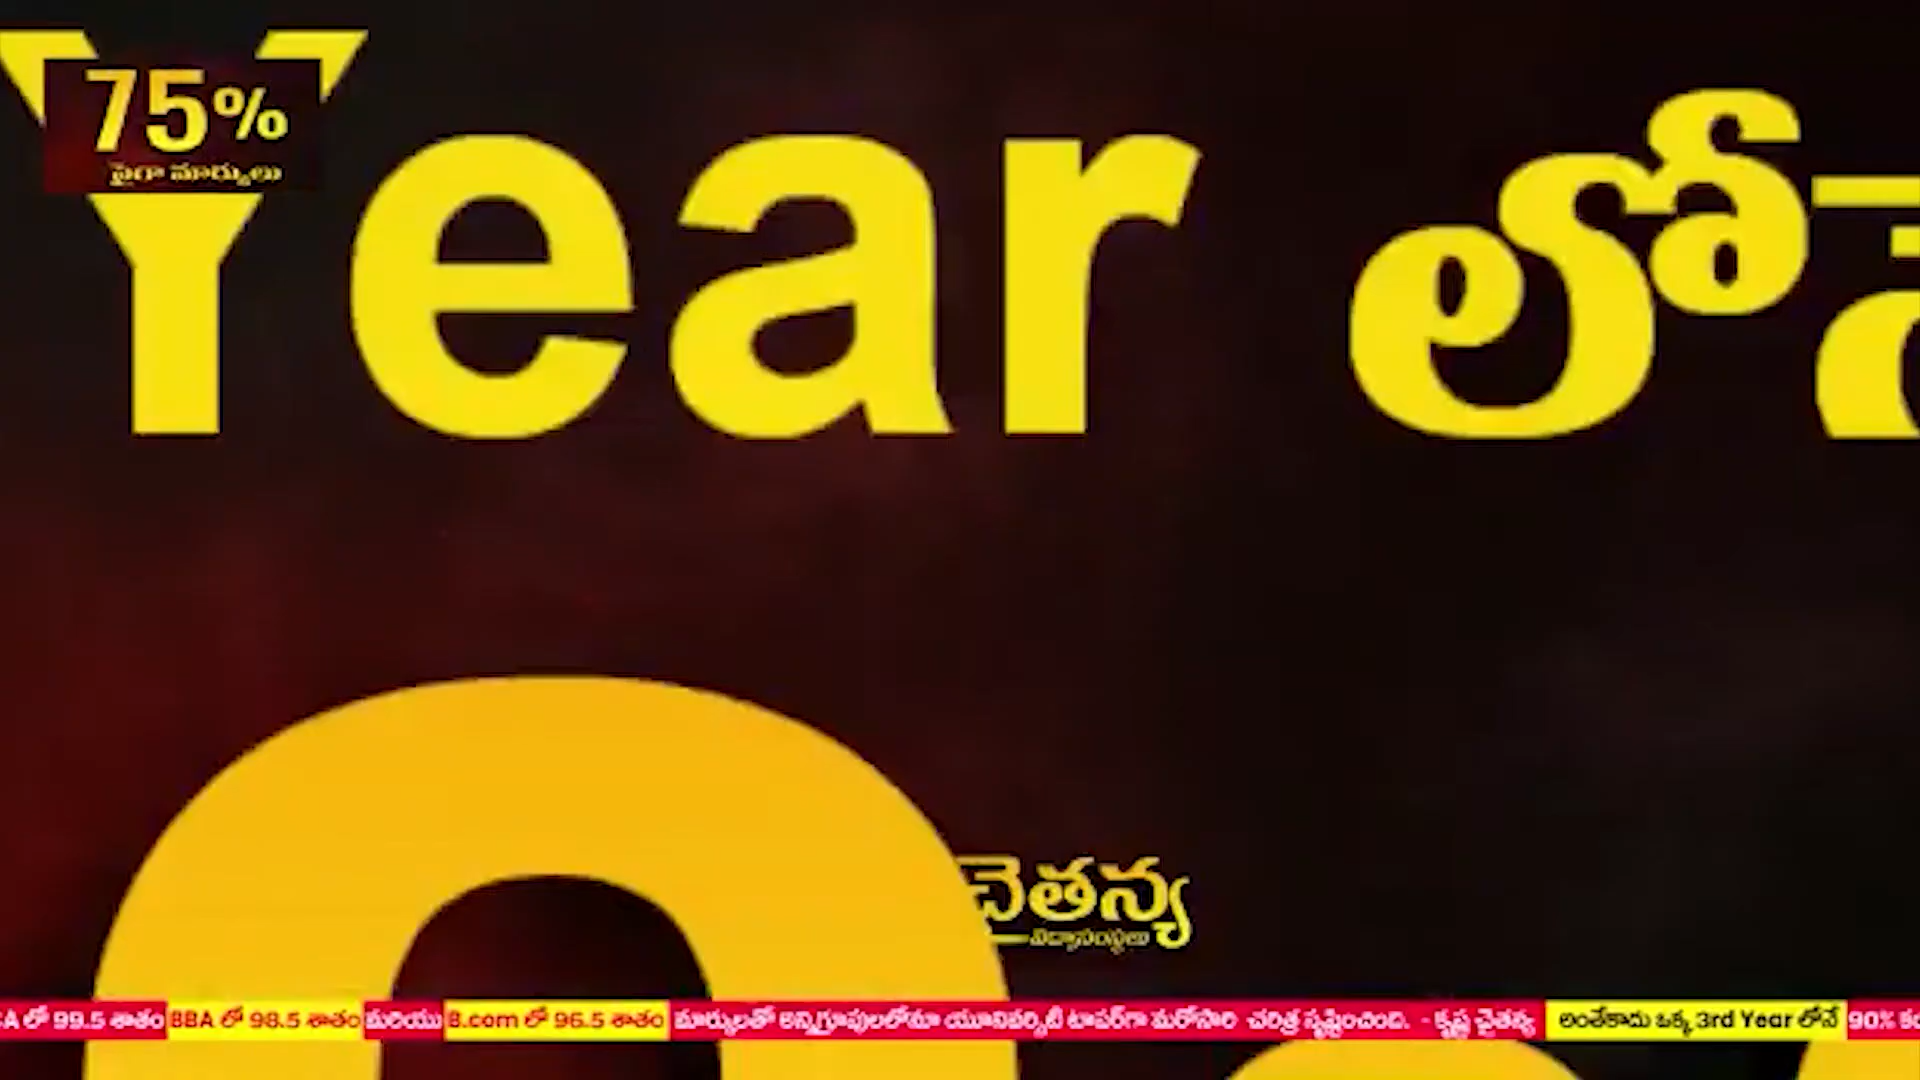 75%
పైగా మార్కులు
Year లోనే
చైతన్య
విద్యాసంస్థలు
లో 99.5 శాతం BBA లో 98.5 శాతం మరియు B.com లో 96.5 శాతం మార్కులతో అన్నిగ్రూపులలోనూ యూనివర్సిటీ టాపర్‌గా మరోసారి చరిత్ర సృష్టించింది. - కృష్ణ చైతన్య అంతేకాదు ఒక్క 3rd Year లోనే 90%